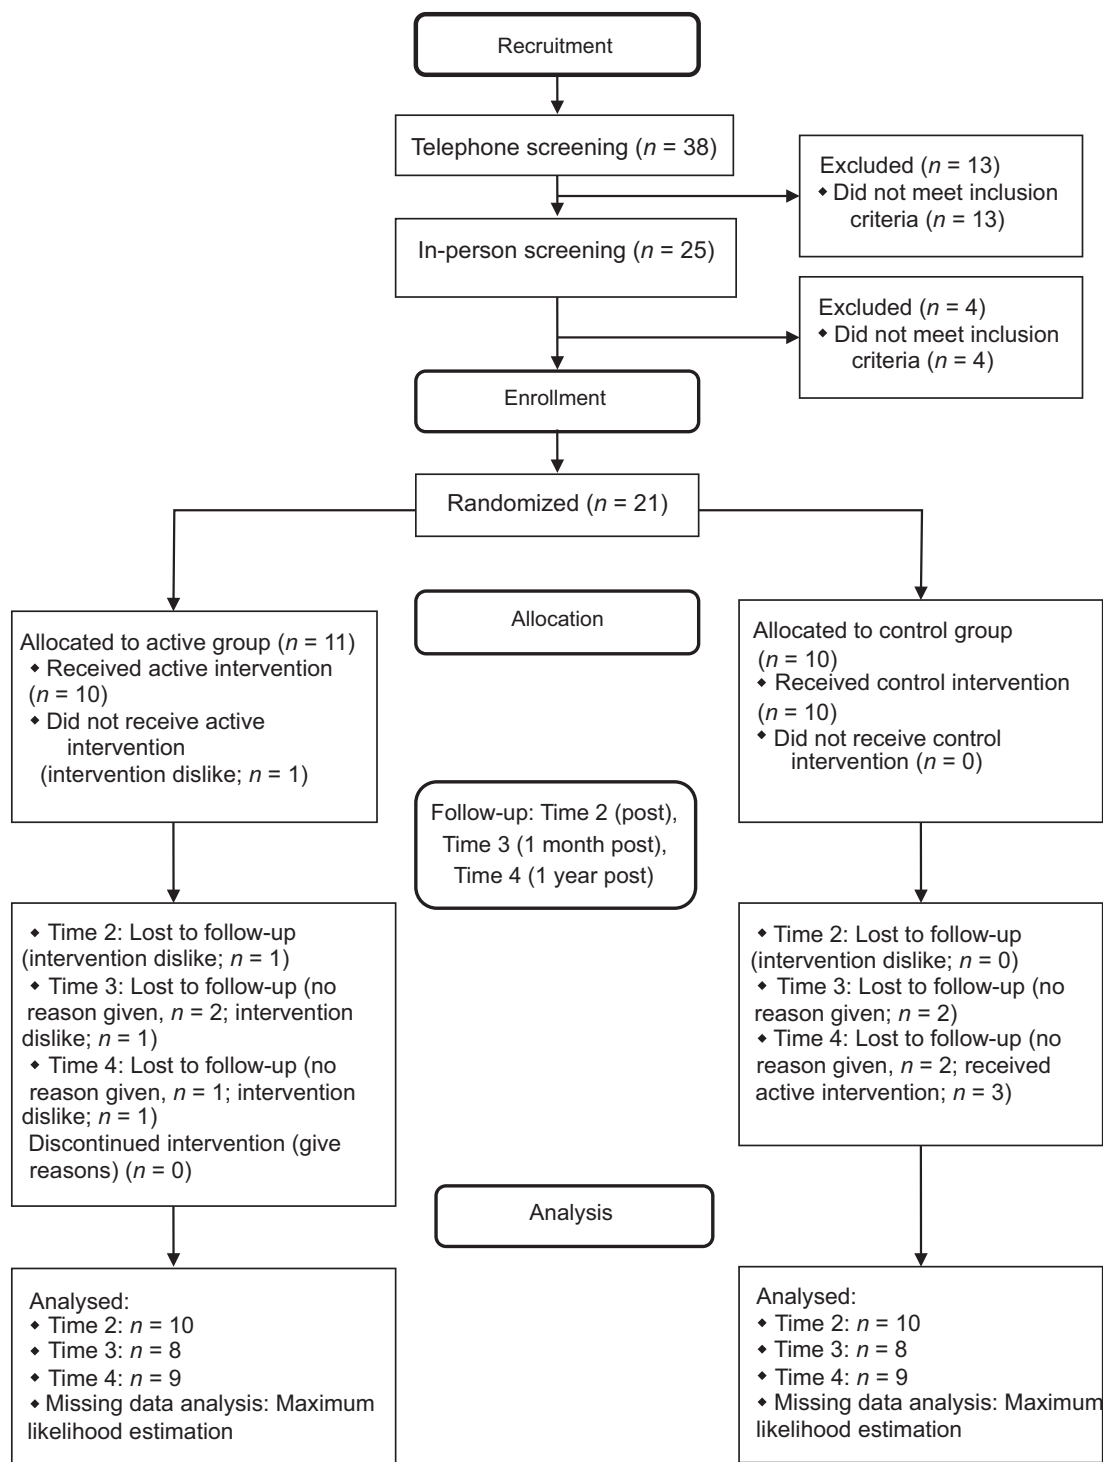 Recruitment
Telephone screening (n = 38)
Excluded (n = 13)
◆ Did not meet inclusion
criteria (n = 13)
In-person screening (n = 25)
Excluded (n = 4)
◆ Did not meet inclusion
criteria (n = 4)
Enrollment
Randomized (n = 21)
Allocation
Allocated to active group (n = 11)
◆ Received active intervention
(n = 10)
◆ Did not receive active
intervention
(intervention dislike; n = 1)
Allocated to control group
(n = 10)
◆ Received control intervention
(n = 10)
◆ Did not receive control
intervention (n = 0)
Follow-up: Time 2 (post),
Time 3 (1 month post),
Time 4 (1 year post)
◆ Time 2: Lost to follow-up
(intervention dislike; n = 1)
◆ Time 3: Lost to follow-up (no
reason given, n = 2; intervention
dislike; n = 1)
◆ Time 4: Lost to follow-up (no
reason given, n = 1; intervention
dislike; n = 1)
Discontinued intervention (give
reasons) (n = 0)
◆ Time 2: Lost to follow-up
(intervention dislike; n = 0)
◆ Time 3: Lost to follow-up (no
reason given; n = 2)
◆ Time 4: Lost to follow-up (no
reason given, n = 2; received
active intervention; n = 3)
Analysis
Analysed:
◆ Time 2: n = 10
◆ Time 3: n = 8
◆ Time 4: n = 9
◆ Missing data analysis: Maximum
likelihood estimation
Analysed:
◆ Time 2: n = 10
◆ Time 3: n = 8
◆ Time 4: n = 9
◆ Missing data analysis: Maximum
likelihood estimation